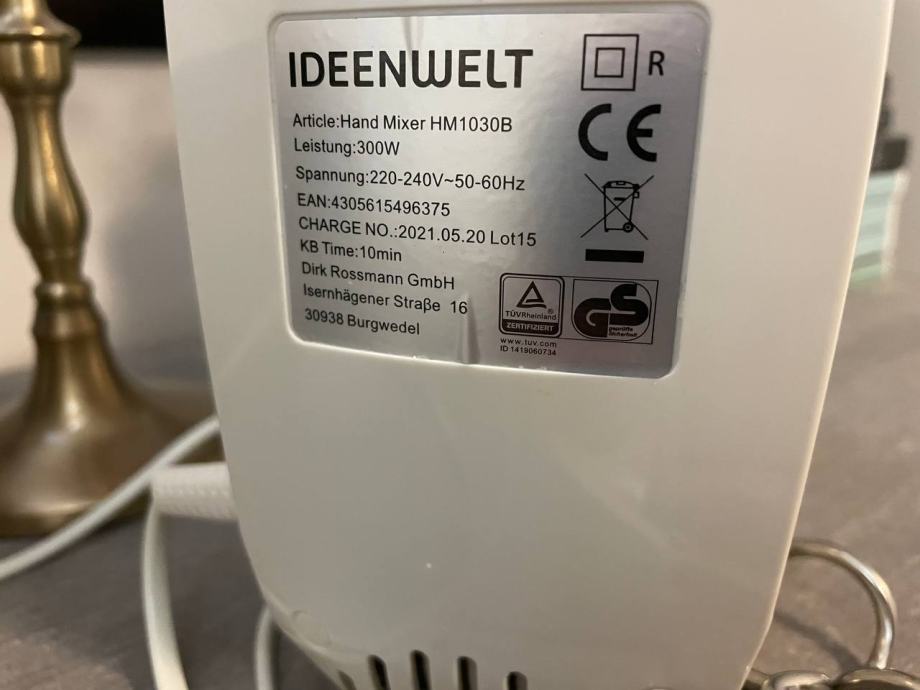 IDEENWELT
R
CE
Article:Hand Mixer HM1030B
Leistung:300W
Spannung:220-240V~50-60Hz
EAN:4305615496375
CHARGE NO.:2021.05.20 Lot15
KB Time:10min
Dirk Rossmann GmbH
Isernhägener Straße 16
30938 Burgwedel
TÜVRheinland
ZERTIFIZIERT
www.tuv.com
ID 1419060734
GS
geprüfte
Sicherheit